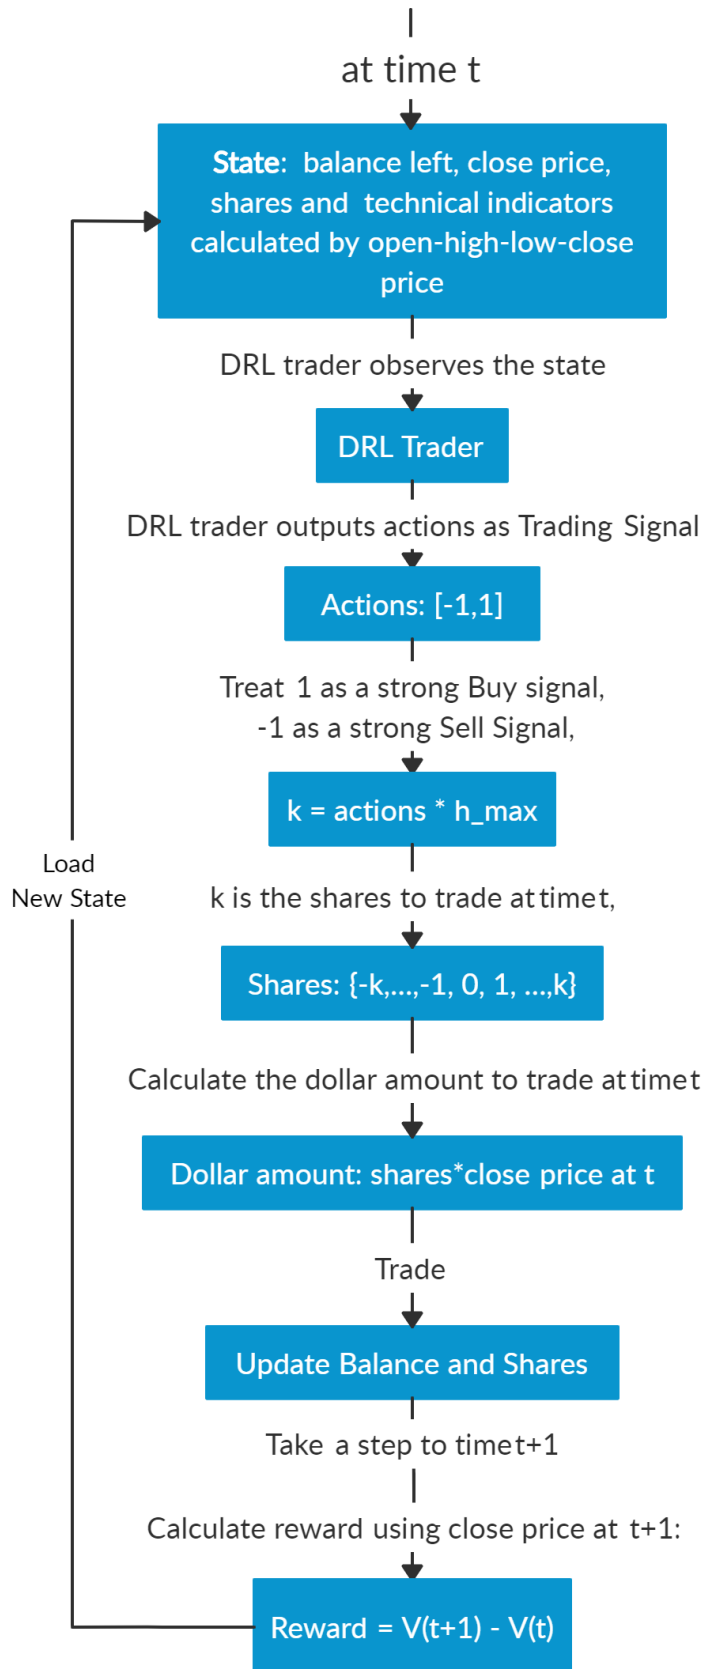 at time t
State: balance left, close price,
shares and technical indicators
calculated by open-high-low-close
price
DRL trader observes the state
DRL Trader
DRL trader outputs actions as Trading Signal
Actions: [-1,1]
Treat 1 as a strong Buy signal,
-1 as a strong Sell Signal,
k = actions * h_max
Load
New State
k is the shares to trade at time t,
Shares: {-k,...,-1, 0, 1, ...,k}
Calculate the dollar amount to trade at time t
Dollar amount: shares*close price at t
Trade
Update Balance and Shares
Take a step to time t+1
Calculate reward using close price at t+1:
Reward = V(t+1) - V(t)